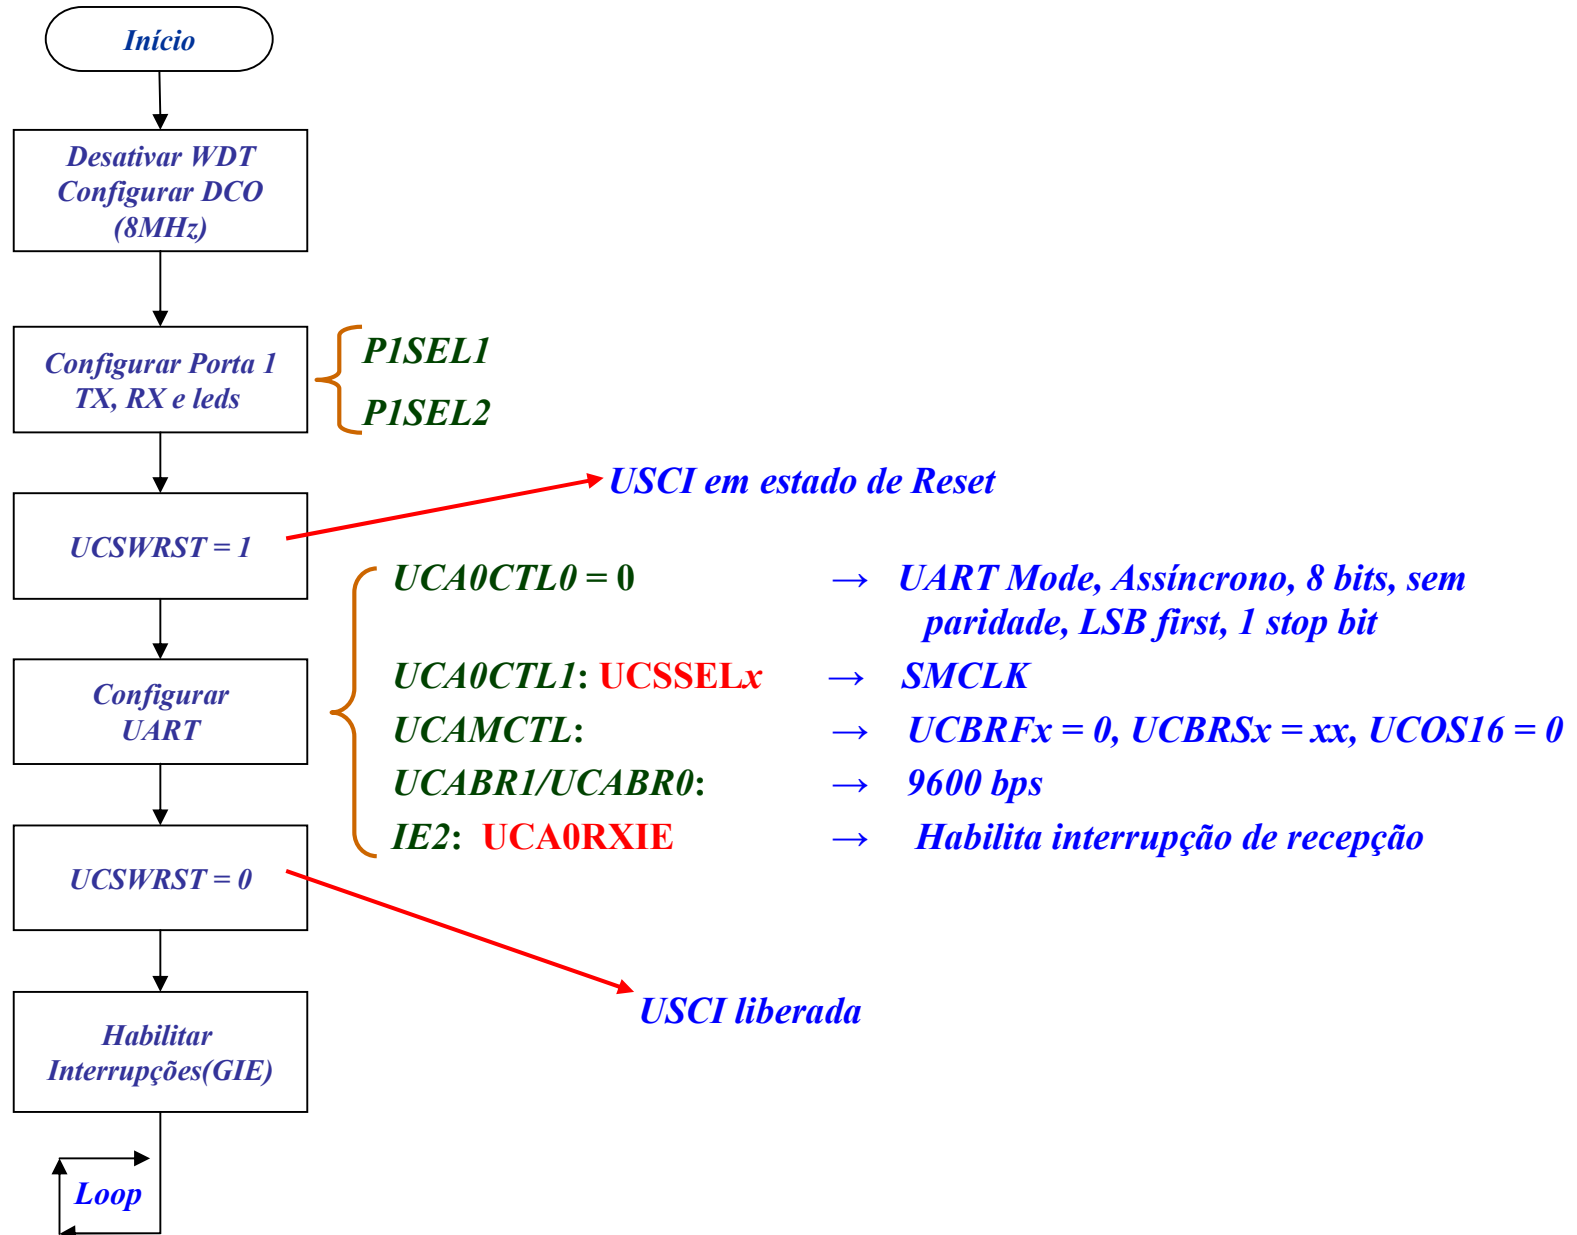 Início
Desativar WDT
Configurar DCO
(8MHz)
Configurar Porta 1
TX, RX e leds
P1SEL1
P1SEL2
UCSWRST = 1
USCI em estado de Reset
Configurar
UART
UCA0CTL0 = 0 → UART Mode, Assíncrono, 8 bits, sem
paridade, LSB first, 1 stop bit
UCA0CTL1: UCSSELx → SMCLK
UCAMCTL: → UCBRFx = 0, UCBRSx = xx, UCOS16 = 0
UCABR1/UCABR0: → 9600 bps
IE2: UCA0RXIE → Habilita interrupção de recepção
UCSWRST = 0
USCI liberada
Habilitar
Interrupções(GIE)
Loop